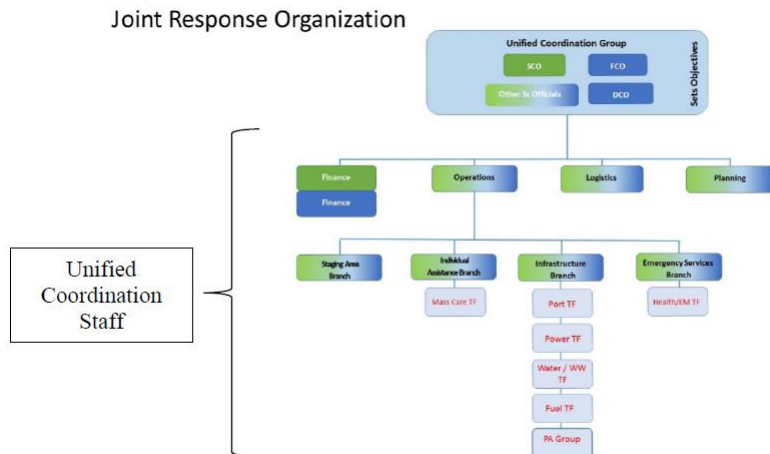 Joint Response Organization
Unified Coordination Group
SCO
FCO
Other Sr Officials
DCO
Sets Objectives
Finance
Finance
Operations
Logistics
Planning
Unified
Coordination
Staff
Staging Area
Branch
Individual
Assistance Branch
Infrastructure
Branch
Emergency Services
Branch
Mass Care TF
Port TF
Health/EM TF
Power TF
Water / WW
TF
Fuel TF
PA Group